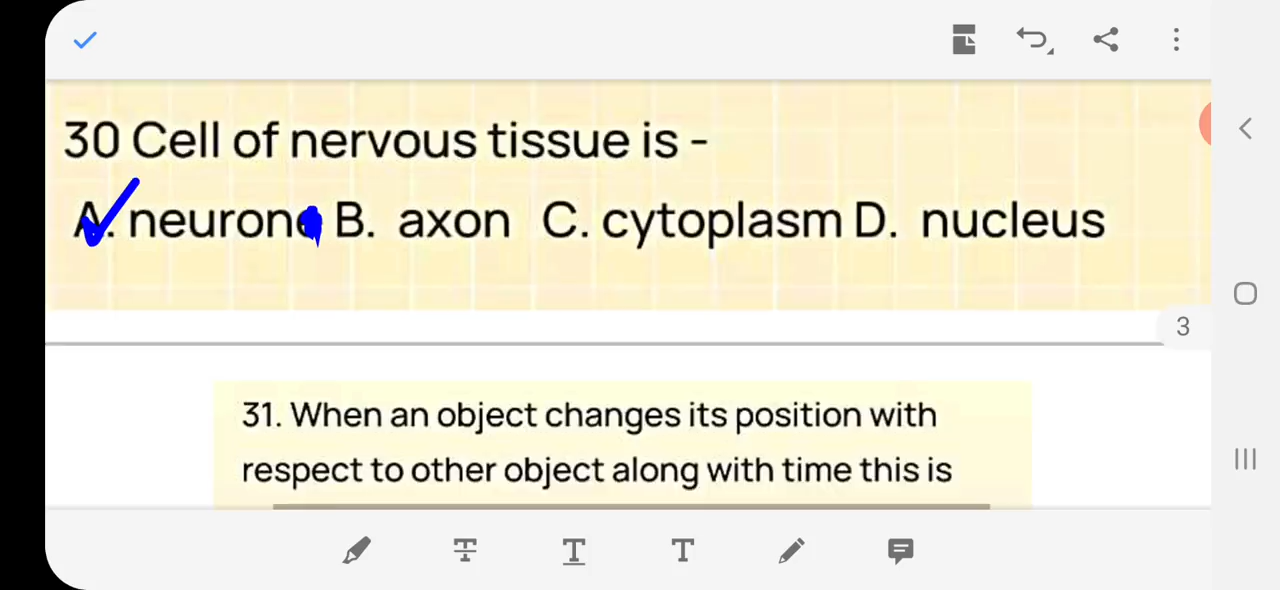 30 Cell of nervous tissue is -
A. neurone B. axon C. cytoplasm D. nucleus
3
31. When an object changes its position with
respect to other object along with time this is
T
T
T